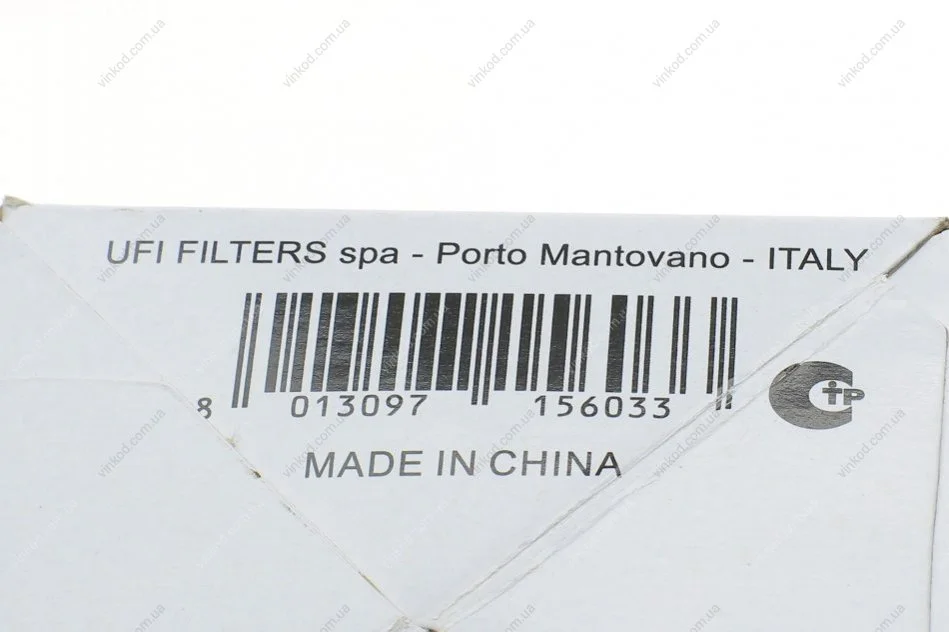 UFI FILTERS spa - Porto Mantovano - ITALY
8 013097 156033
MADE IN CHINA
vinkod.com.ua